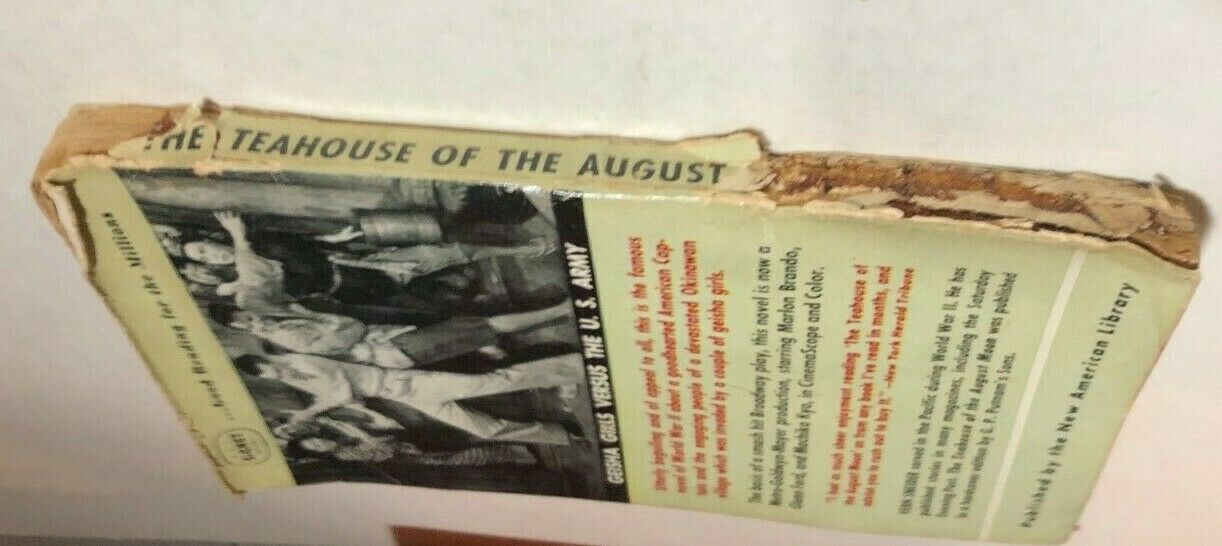 THE TEAHOUSE OF THE AUGUST
...Good Reading for the Millions
GEISHA GIRLS VERSUS THE U. S. ARMY
Utterly beguiling and of appeal to all, this is the famous
novel of World War II about a goodhearted American Cap-
tain and the engaging people of a devastated Okinawan
village which was revived by a couple of geisha girls.
The basis of a smash hit Broadway play, this novel is now a
Metro-Goldwyn-Mayer production, starring Marlon Brando,
Glenn Ford, and Machiko Kyo, in CinemaScope and Color.
"I had as much sheer enjoyment reading The Teahouse of
the August Moon as from any book I've read in months, and
advise you to rush out to buy it." —New York Herald Tribune
VERN SNEIDER served in the Pacific during World War II. He has
published stories in many magazines, including the Saturday
Evening Post. The Teahouse of the August Moon was published
in a hardcover edition by G. P. Putnam's Sons.
Published by the New American Library